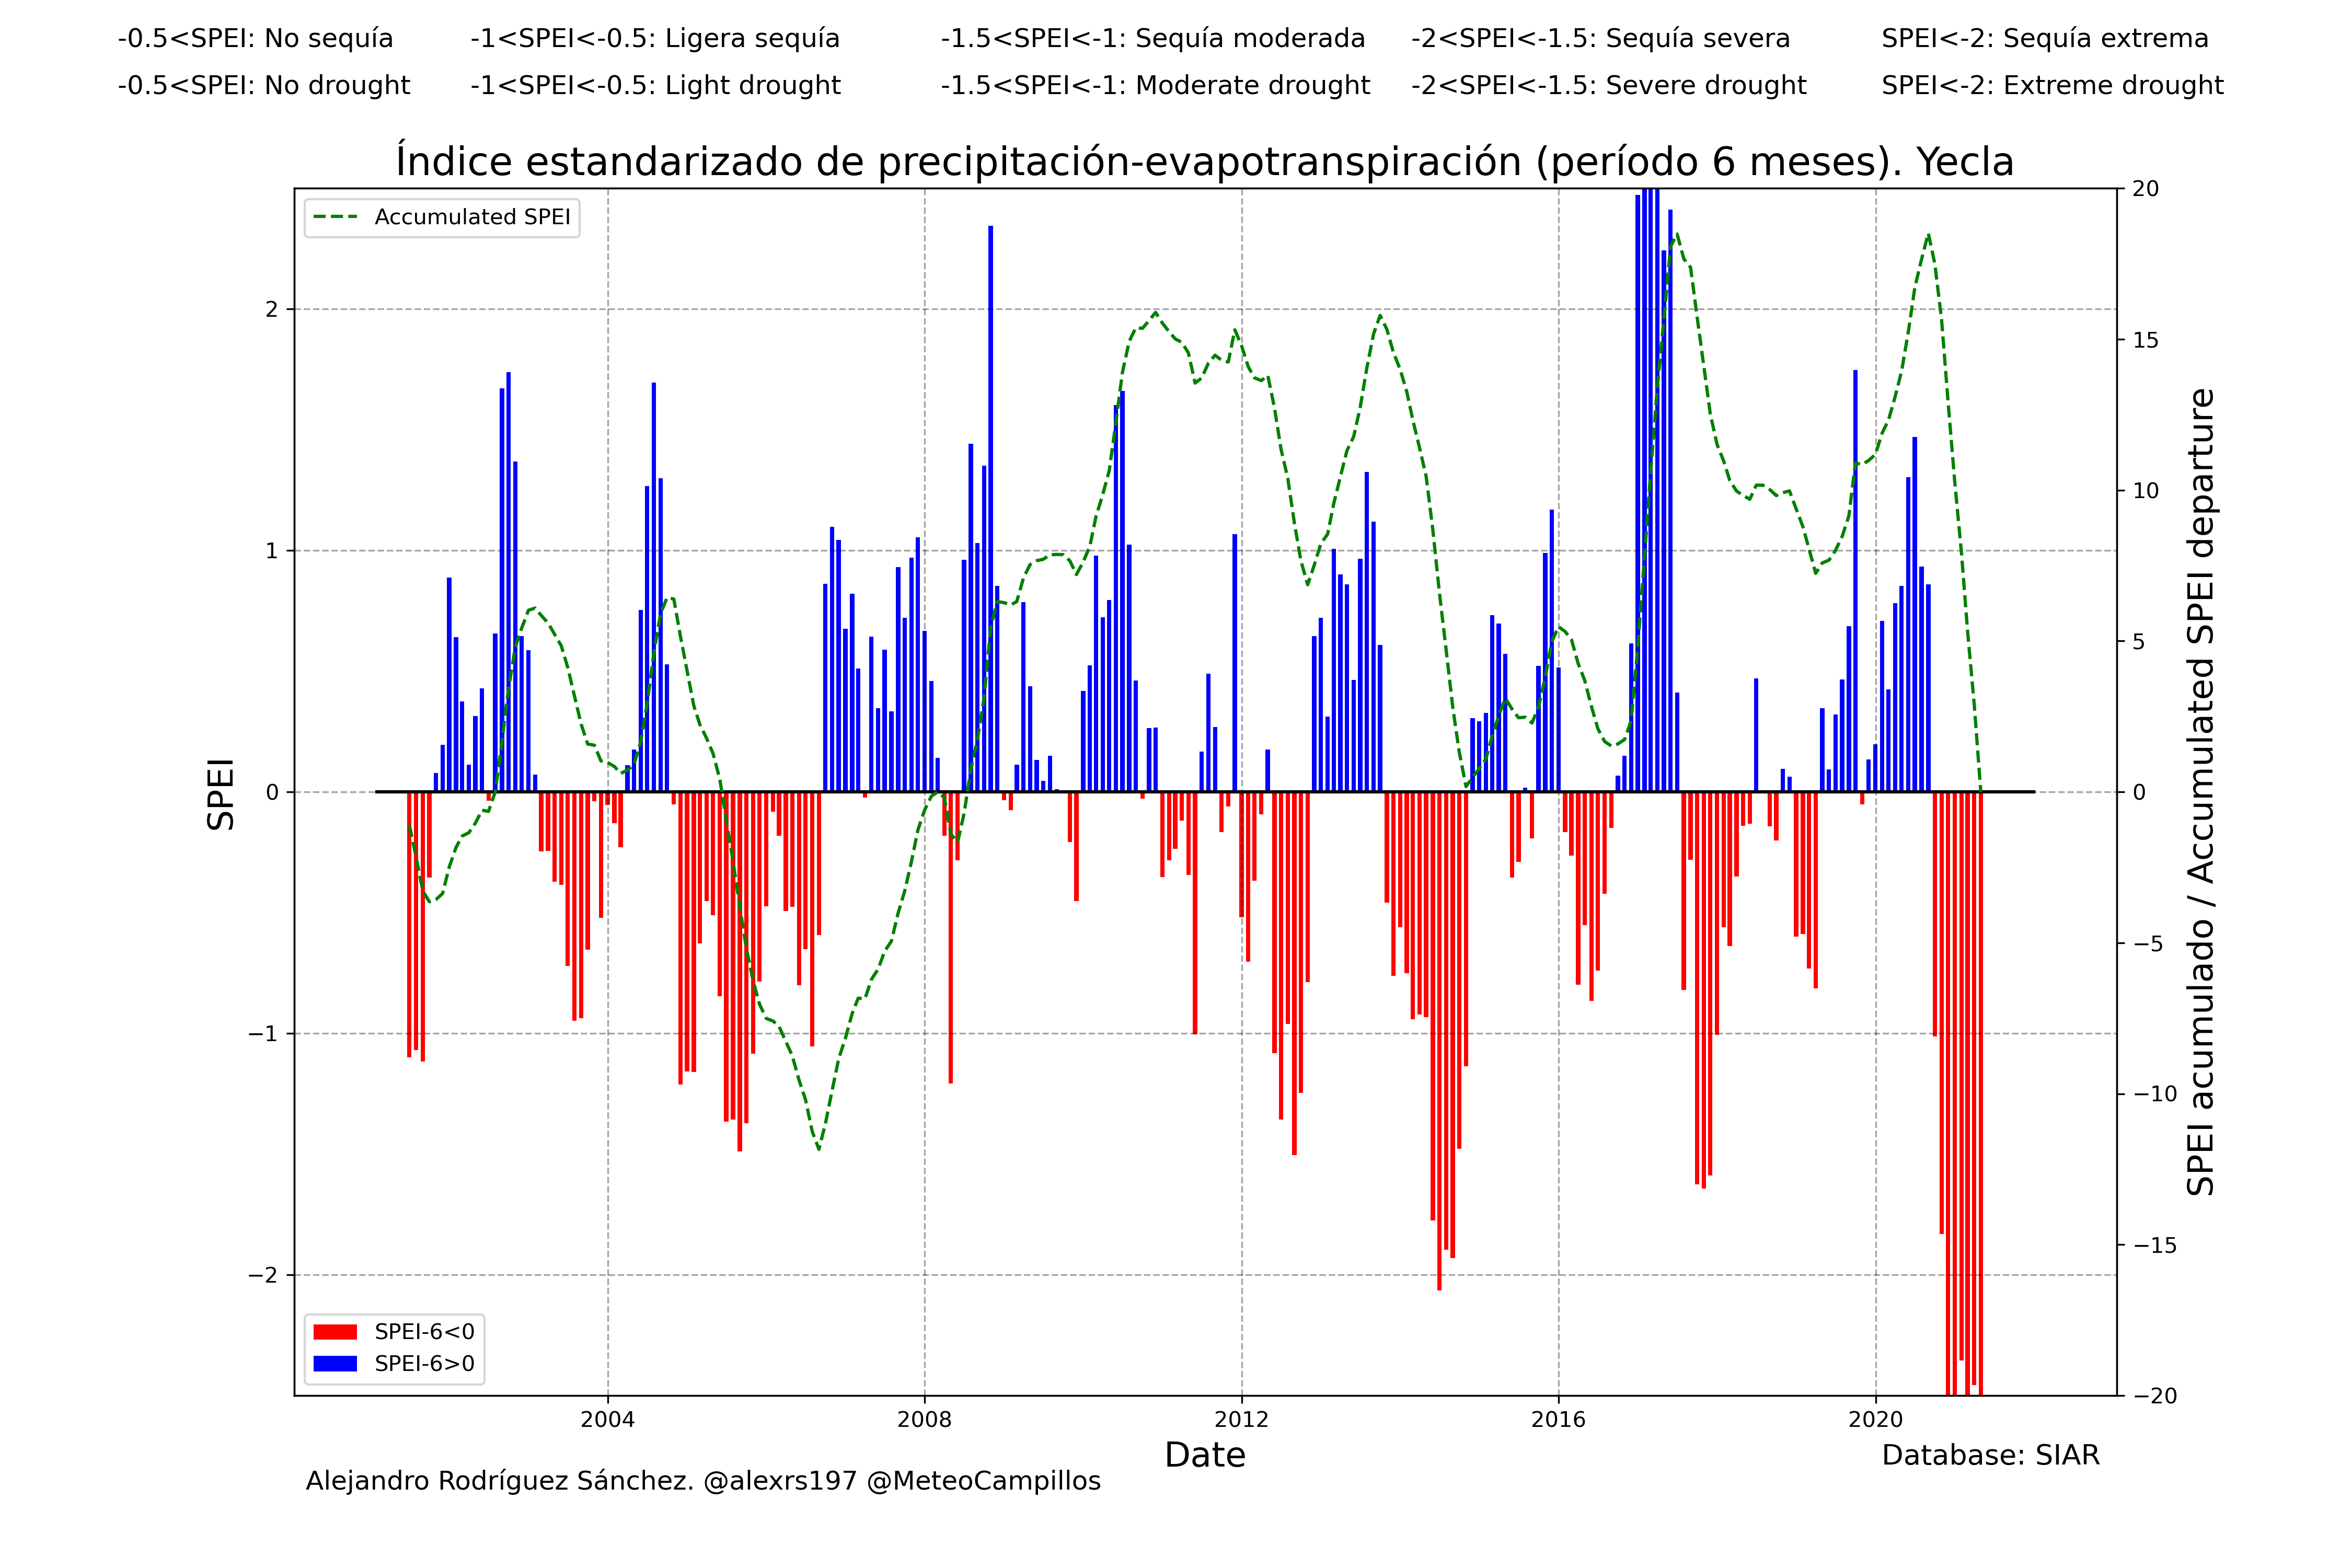 -0.5<SPEI: No sequía -1<SPEI<-0.5: Ligera sequía -1.5<SPEI<-1: Sequía moderada -2<SPEI<-1.5: Sequía severa SPEI<-2: Sequía extrema
-0.5<SPEI: No drought -1<SPEI<-0.5: Light drought -1.5<SPEI<-1: Moderate drought -2<SPEI<-1.5: Severe drought SPEI<-2: Extreme drought
Índice estandarizado de precipitación-evapotranspiración (período 6 meses). Yecla
Accumulated SPEI
SPEI
2
1
0
−1
−2
20
15
10
5
0
−5
−10
−15
−20
SPEI acumulado / Accumulated SPEI departure
SPEI-6<0
SPEI-6>0
2004 2008 2012 2016 2020
Date
Database: SIAR
Alejandro Rodríguez Sánchez. @alexrs197 @MeteoCampillos